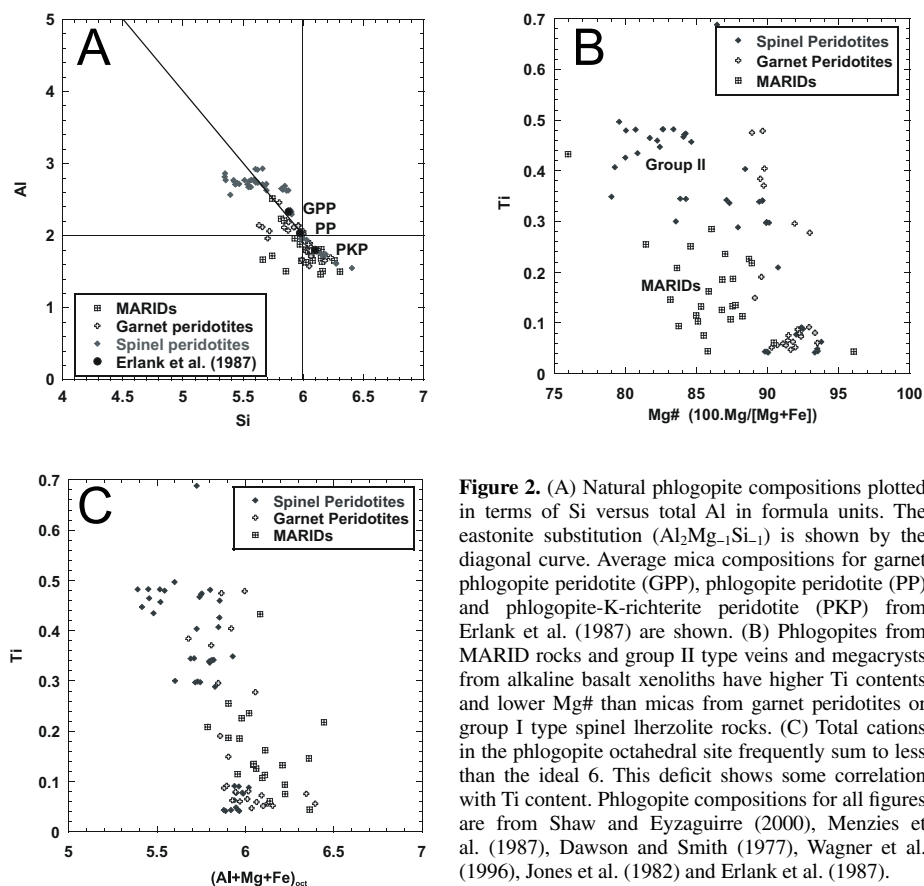 A
5
4
3
2
1
0
Al
4
4.5
5
5.5
6
6.5
7
Si
GPP
PP
PKP
MARIDs
Garnet peridotites
Spinel peridotites
Erlank et al. (1987)
B
0.7
0.6
0.5
0.4
0.3
0.2
0.1
0
Ti
Spinel Peridotites
Garnet Peridotites
MARIDs
Group II
MARIDs
75
80
85
90
95
100
Mg# (100.Mg/[Mg+Fe])
C
0.7
0.6
0.5
0.4
0.3
0.2
0.1
0
Ti
Spinel Peridotites
Garnet Peridotites
MARIDs
5
5.5
6
6.5
7
(Al+Mg+Fe)oct
Figure 2. (A) Natural phlogopite compositions plotted
in terms of Si versus total Al in formula units. The
eastonite substitution (Al₂Mg₋₁Si₋₁) is shown by the
diagonal curve. Average mica compositions for garnet
phlogopite peridotite (GPP), phlogopite peridotite (PP)
and phlogopite-K-richterite peridotite (PKP) from
Erlank et al. (1987) are shown. (B) Phlogopites from
MARID rocks and group II type veins and megacrysts
from alkaline basalt xenoliths have higher Ti contents
and lower Mg# than micas from garnet peridotites or
group I type spinel lherzolite rocks. (C) Total cations
in the phlogopite octahedral site frequently sum to less
than the ideal 6. This deficit shows some correlation
with Ti content. Phlogopite compositions for all figures
are from Shaw and Eyzaguirre (2000), Menzies et
al. (1987), Dawson and Smith (1977), Wagner et al.
(1996), Jones et al. (1982) and Erlank et al. (1987).